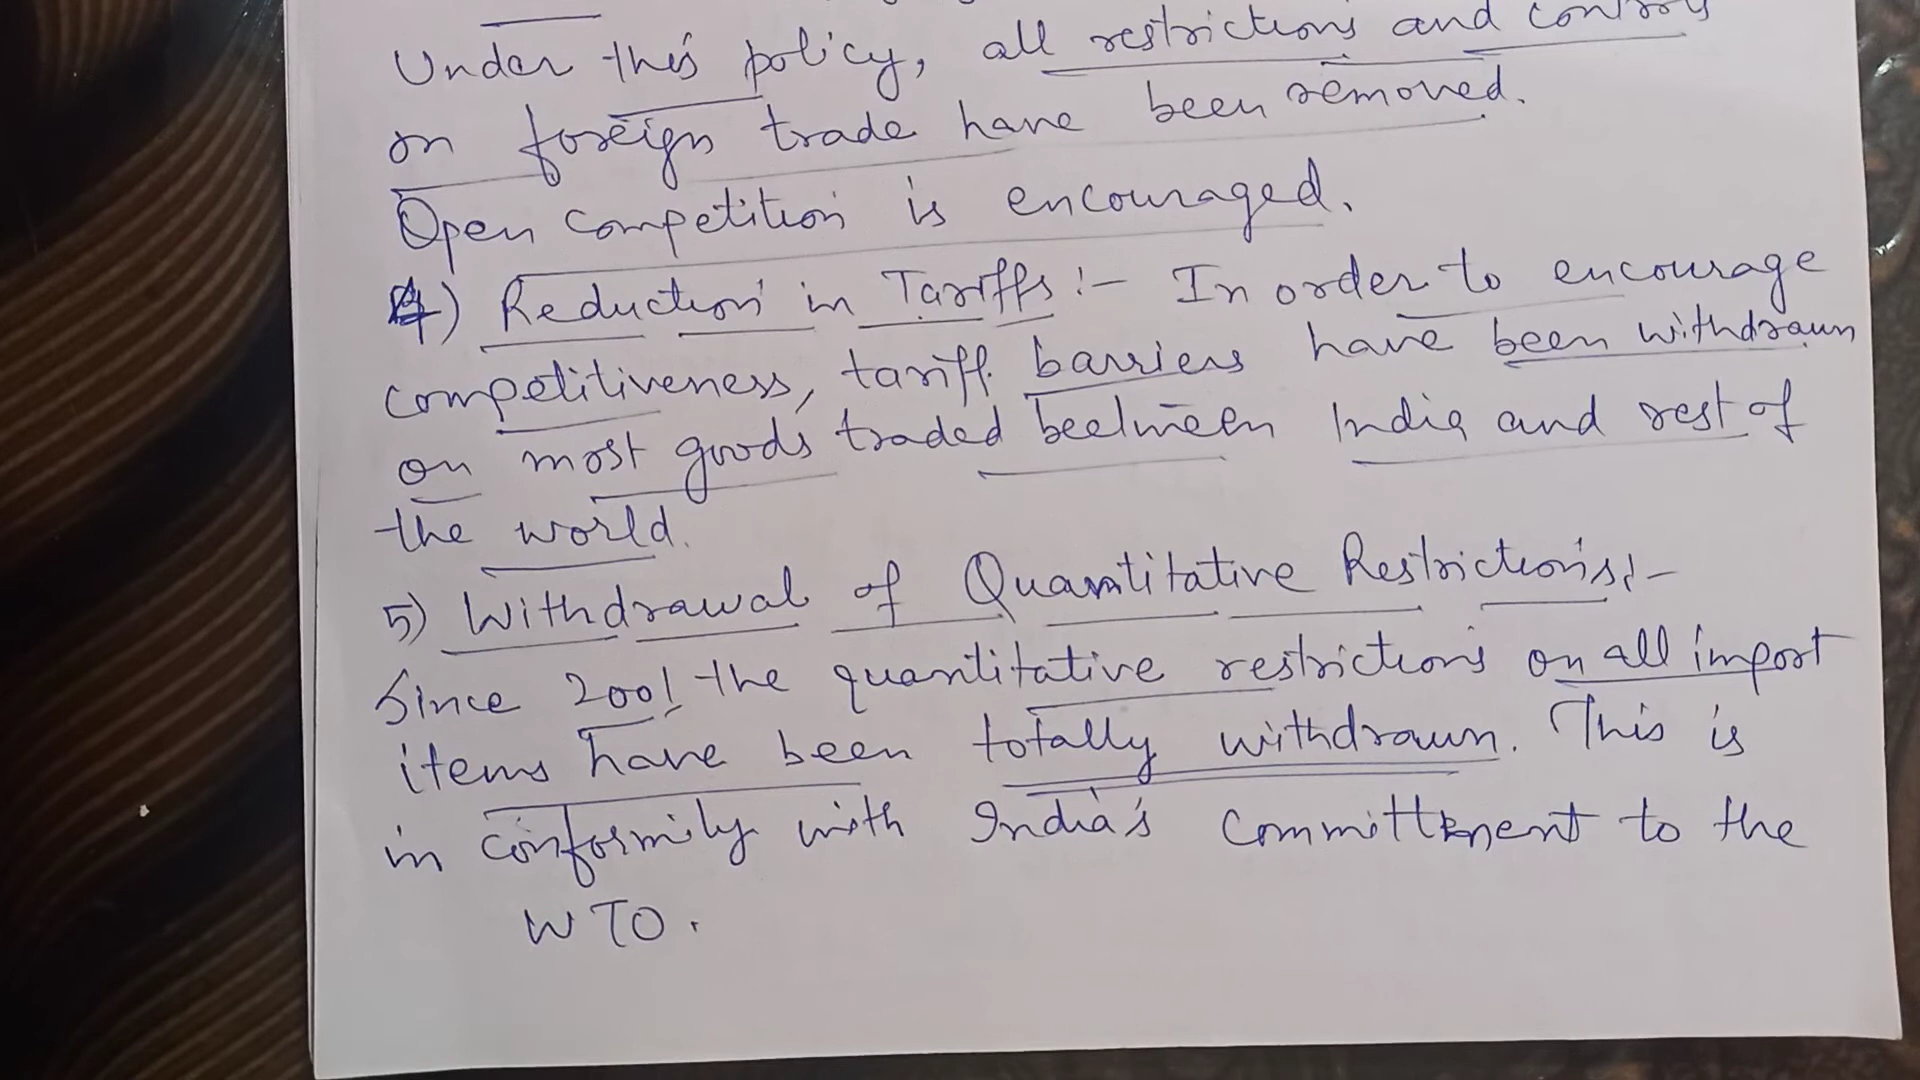 Under this policy, all restrictions and controls
on foreign trade have been removed.
Open competition is encouraged.
4) Reduction in Tariffs :- In order to encourage
competitiveness, tariff barriers have been withdrawn
on most goods traded beetween India and rest of
the world.
5) Withdrawal of Quantitative Restrictions :-
Since 2001 the quantitative restrictions on all import
items have been totally withdrawn. This is
in conformity with India's Committment to the
WTO.